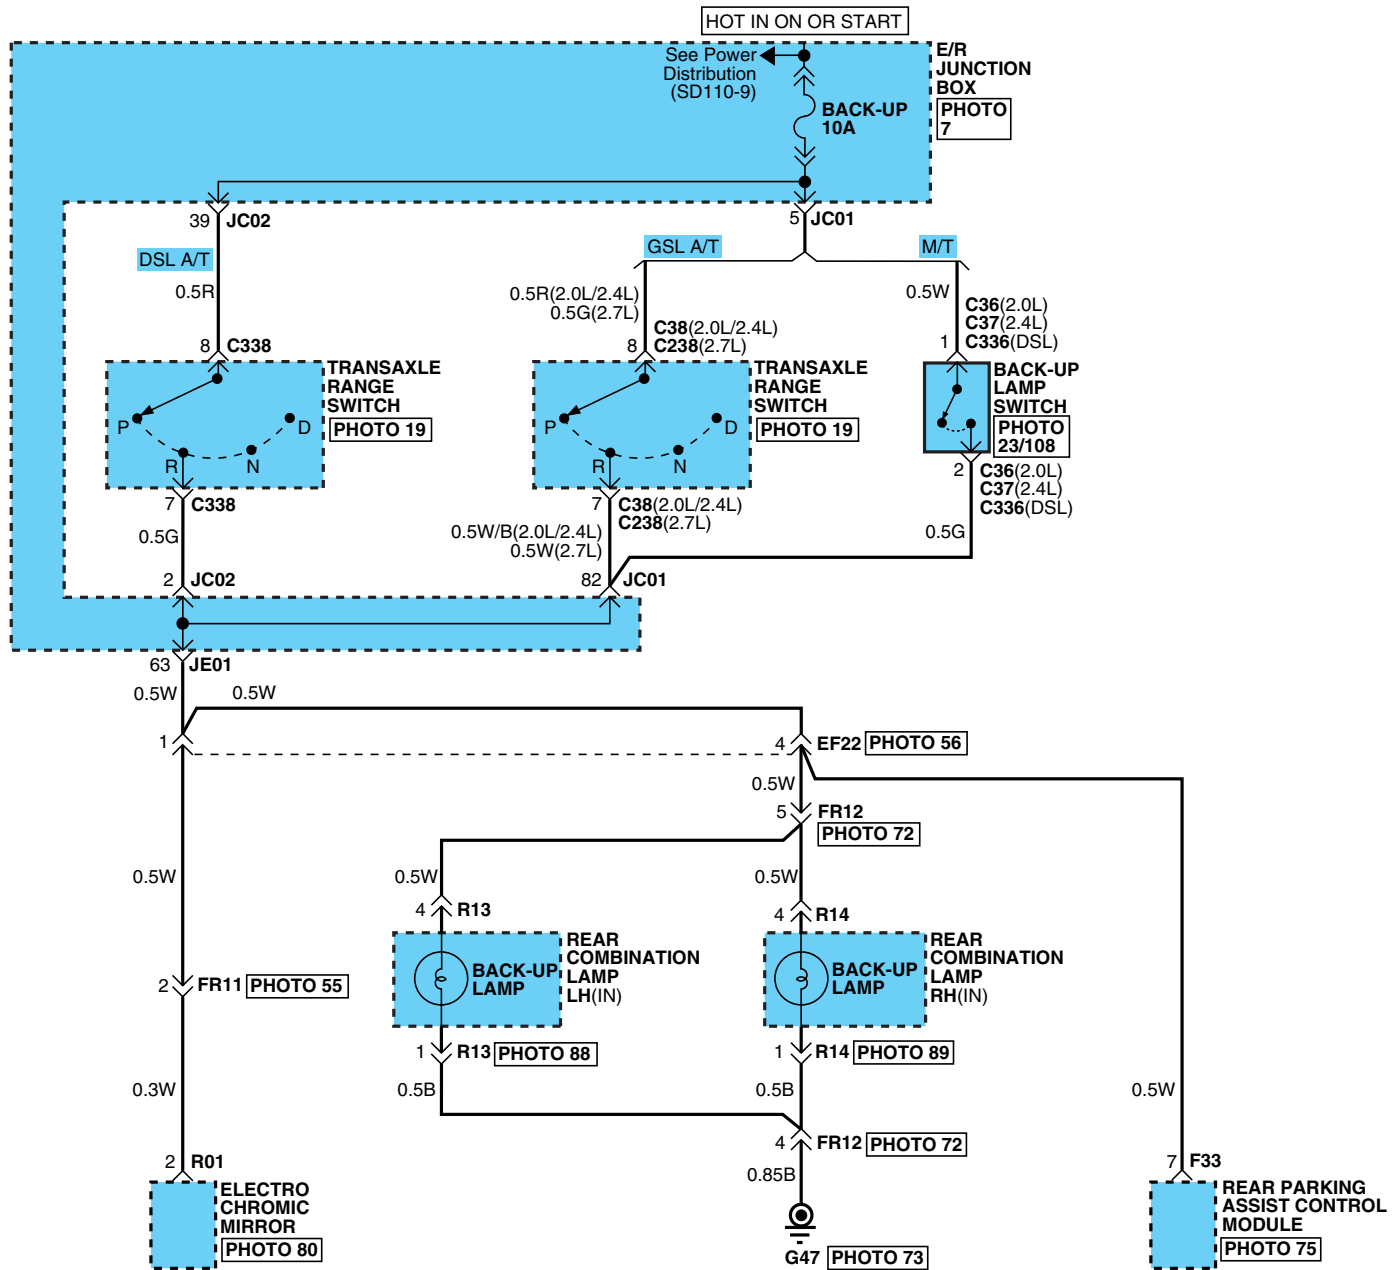 HOT IN ON OR START
See Power
Distribution
(SD110-9)
BACK-UP
10A
E/R
JUNCTION
BOX
PHOTO
7
39 JC02
5 JC01
DSL A/T
GSL A/T
M/T
0.5R
0.5R(2.0L/2.4L)
0.5G(2.7L)
0.5W
C36(2.0L)
C37(2.4L)
C336(DSL)
8 C338
8
C38(2.0L/2.4L)
C238(2.7L)
1
TRANSAXLE
RANGE
SWITCH
PHOTO 19
P
R
N
D
TRANSAXLE
RANGE
SWITCH
PHOTO 19
P
R
N
D
BACK-UP
LAMP
SWITCH
PHOTO
23/108
7 C338
7
C38(2.0L/2.4L)
C238(2.7L)
2
C36(2.0L)
C37(2.4L)
C336(DSL)
0.5G
0.5W/B(2.0L/2.4L)
0.5W(2.7L)
0.5G
2 JC02
82 JC01
63 JE01
0.5W
0.5W
1
4 EF22 PHOTO 56
0.5W
5 FR12
PHOTO 72
0.5W
0.5W
0.5W
4 R13
4 R14
BACK-UP
LAMP
REAR
COMBINATION
LAMP
LH(IN)
BACK-UP
LAMP
REAR
COMBINATION
LAMP
RH(IN)
2 FR11 PHOTO 55
1 R13 PHOTO 88
1 R14 PHOTO 89
0.3W
0.5B
0.5B
0.5W
4 FR12 PHOTO 72
0.85B
2 R01
7 F33
ELECTRO
CHROMIC
MIRROR
PHOTO 80
G47 PHOTO 73
REAR PARKING
ASSIST CONTROL
MODULE
PHOTO 75